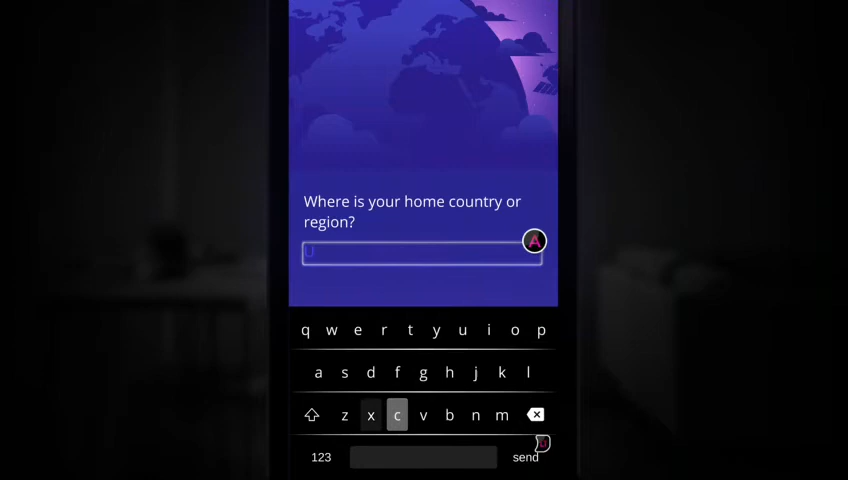 Where is your home country or
region?
A
U
q w e r t y u i o p
a s d f g h j k l
z x c v b n m
123 send